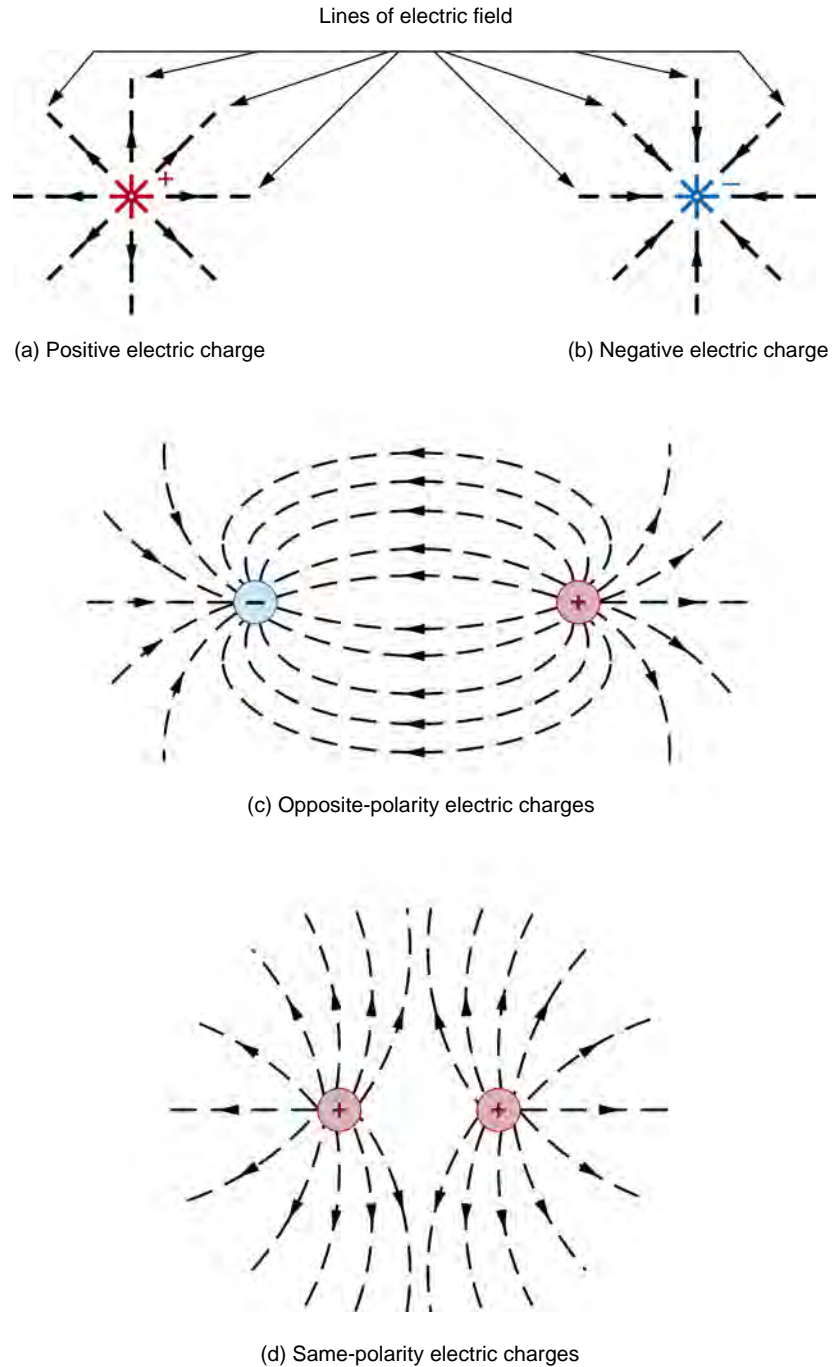 Lines of electric field
+
−
(a) Positive electric charge
(b) Negative electric charge
− +
(c) Opposite-polarity electric charges
+ +
(d) Same-polarity electric charges